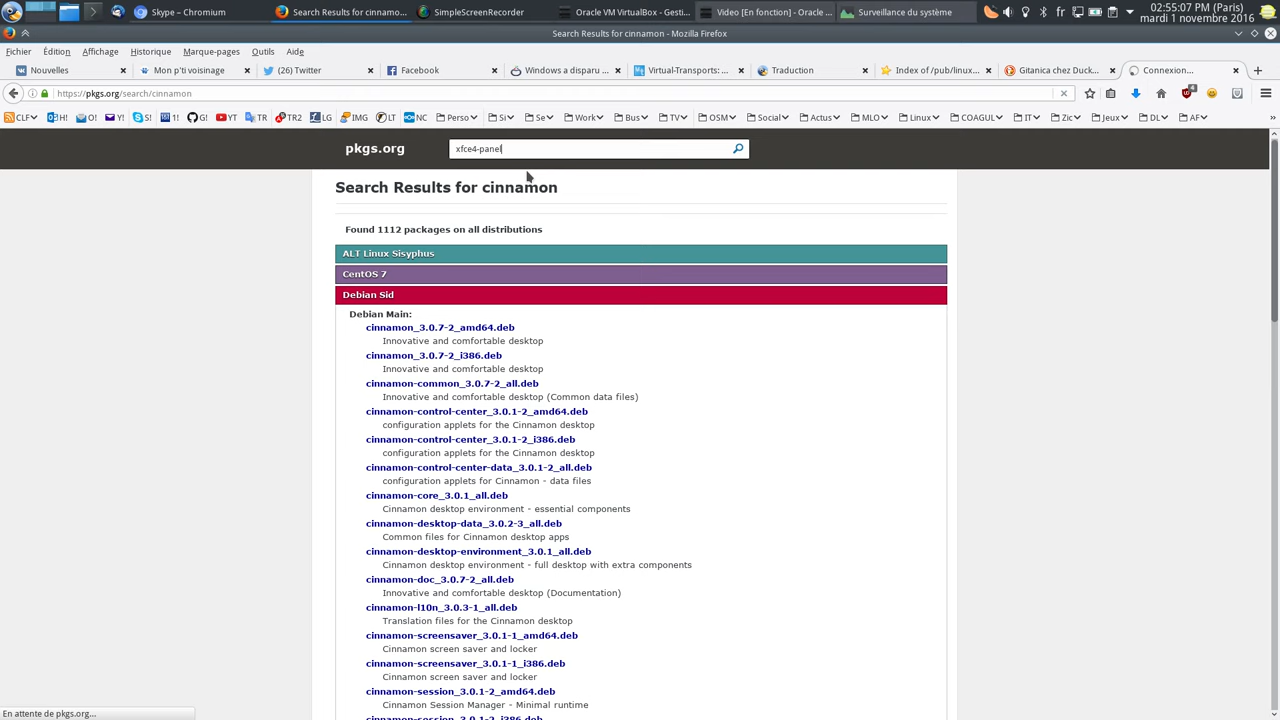 Skype – Chromium
Search Results for cinnamo...
SimpleScreenRecorder
Oracle VM VirtualBox – Gesti...
Video [En fonction] – Oracle ...
Surveillance du système
fr
02:55:07 PM (Paris)
mardi 1 novembre 2016
Search Results for cinnamon - Mozilla Firefox
Fichier Édition Affichage Historique Marque-pages Outils Aide
Nouvelles
Mon p'ti voisinage
(26) Twitter
Facebook
Windows a disparu ...
Virtual-Transports: ...
Traduction
Index of /pub/linux...
Gitanica chez Duck...
Connexion...
https://pkgs.org/search/cinnamon
4
CLF H! O! Y! S! 1! G! YT TR TR2 LG IMG LT NC Perso Si Se Work Bus TV OSM Social Actus MLO Linux COAGUL IT Zic Jeux DL AF
pkgs.org
xfce4-panel
Search Results for cinnamon
Found 1112 packages on all distributions
ALT Linux Sisyphus
CentOS 7
Debian Sid
Debian Main:
cinnamon_3.0.7-2_amd64.deb
Innovative and comfortable desktop
cinnamon_3.0.7-2_i386.deb
Innovative and comfortable desktop
cinnamon-common_3.0.7-2_all.deb
Innovative and comfortable desktop (Common data files)
cinnamon-control-center_3.0.1-2_amd64.deb
configuration applets for the Cinnamon desktop
cinnamon-control-center_3.0.1-2_i386.deb
configuration applets for the Cinnamon desktop
cinnamon-control-center-data_3.0.1-2_all.deb
configuration applets for Cinnamon - data files
cinnamon-core_3.0.1_all.deb
Cinnamon desktop environment - essential components
cinnamon-desktop-data_3.0.2-3_all.deb
Common files for Cinnamon desktop apps
cinnamon-desktop-environment_3.0.1_all.deb
Cinnamon desktop environment - full desktop with extra components
cinnamon-doc_3.0.7-2_all.deb
Innovative and comfortable desktop (Documentation)
cinnamon-l10n_3.0.3-1_all.deb
Translation files for the Cinnamon desktop
cinnamon-screensaver_3.0.1-1_amd64.deb
Cinnamon screen saver and locker
cinnamon-screensaver_3.0.1-1_i386.deb
Cinnamon screen saver and locker
cinnamon-session_3.0.1-2_amd64.deb
Cinnamon Session Manager - Minimal runtime
cinnamon-session_3.0.1-2_i386.deb
En attente de pkgs.org...